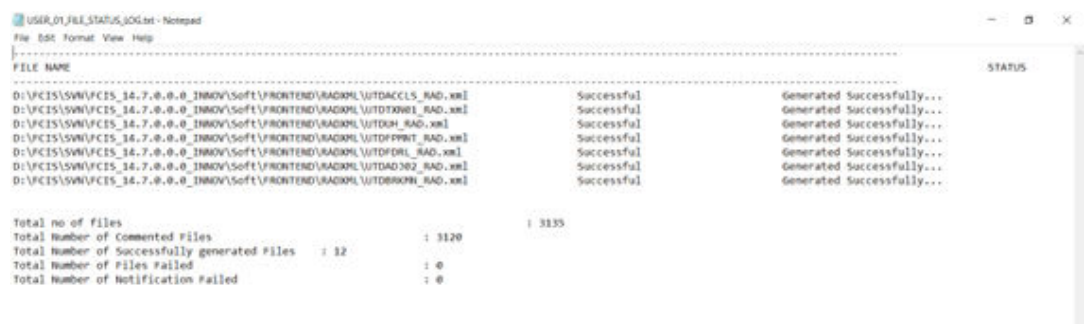 USER_01_FILE_STATUS_LOG.txt - Notepad
File Edit Format View Help
--------------------------------------------------------------------------------
FILE NAME STATUS
--------------------------------------------------------------------------------
D:\FCIS\SVN\FCIS_14.7.0.0.0_INNOV\Soft\FRONTEND\RADXML\UTDACCLS_RAD.xml Successful Generated Successfully...
D:\FCIS\SVN\FCIS_14.7.0.0.0_INNOV\Soft\FRONTEND\RADXML\UTDTXN01_RAD.xml Successful Generated Successfully...
D:\FCIS\SVN\FCIS_14.7.0.0.0_INNOV\Soft\FRONTEND\RADXML\UTDUH_RAD.xml Successful Generated Successfully...
D:\FCIS\SVN\FCIS_14.7.0.0.0_INNOV\Soft\FRONTEND\RADXML\UTDFPMNT_RAD.xml Successful Generated Successfully...
D:\FCIS\SVN\FCIS_14.7.0.0.0_INNOV\Soft\FRONTEND\RADXML\UTDFDRL_RAD.xml Successful Generated Successfully...
D:\FCIS\SVN\FCIS_14.7.0.0.0_INNOV\Soft\FRONTEND\RADXML\UTDADJ02_RAD.xml Successful Generated Successfully...
D:\FCIS\SVN\FCIS_14.7.0.0.0_INNOV\Soft\FRONTEND\RADXML\UTDBRKMN_RAD.xml Successful Generated Successfully...
Total no of files : 3135
Total Number of Commented Files : 3120
Total Number of Successfully generated Files : 12
Total Number of Files Failed : 0
Total Number of Notification Failed : 0